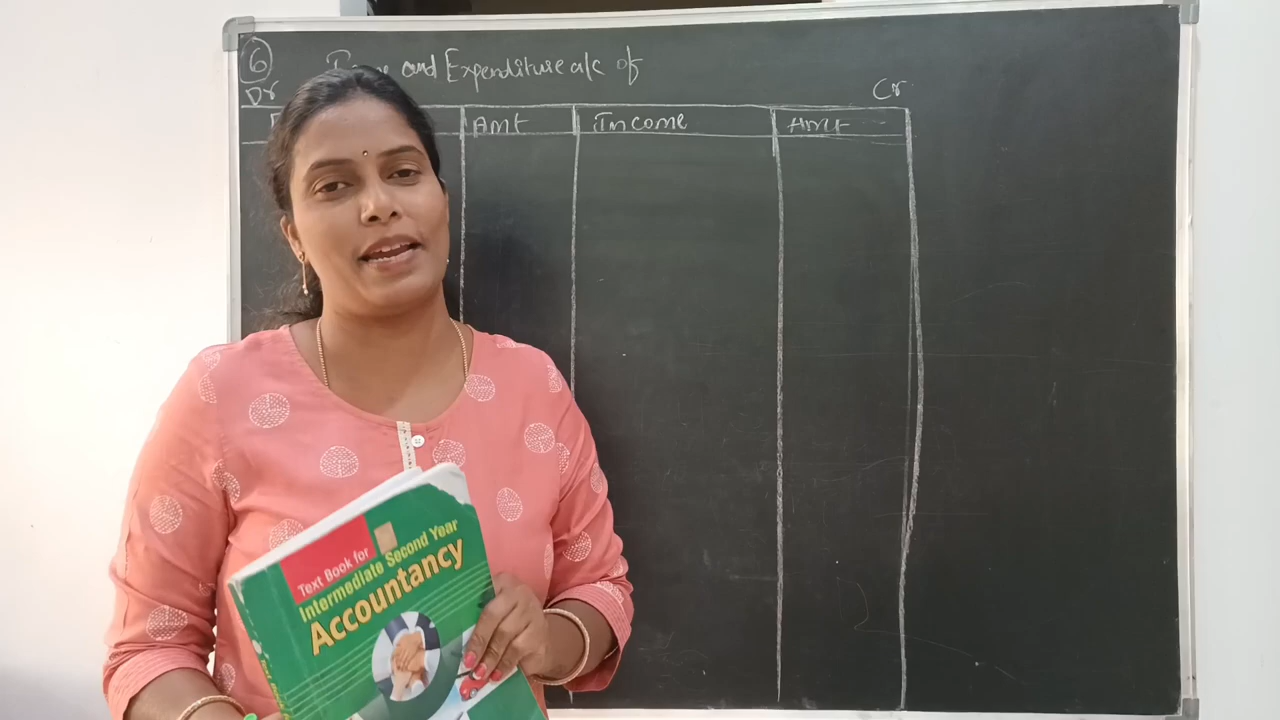 6
and Expenditure a/c of
Dr
Cr
Amt
Income
Amt
Text Book for
Intermediate Second Year
Accountancy